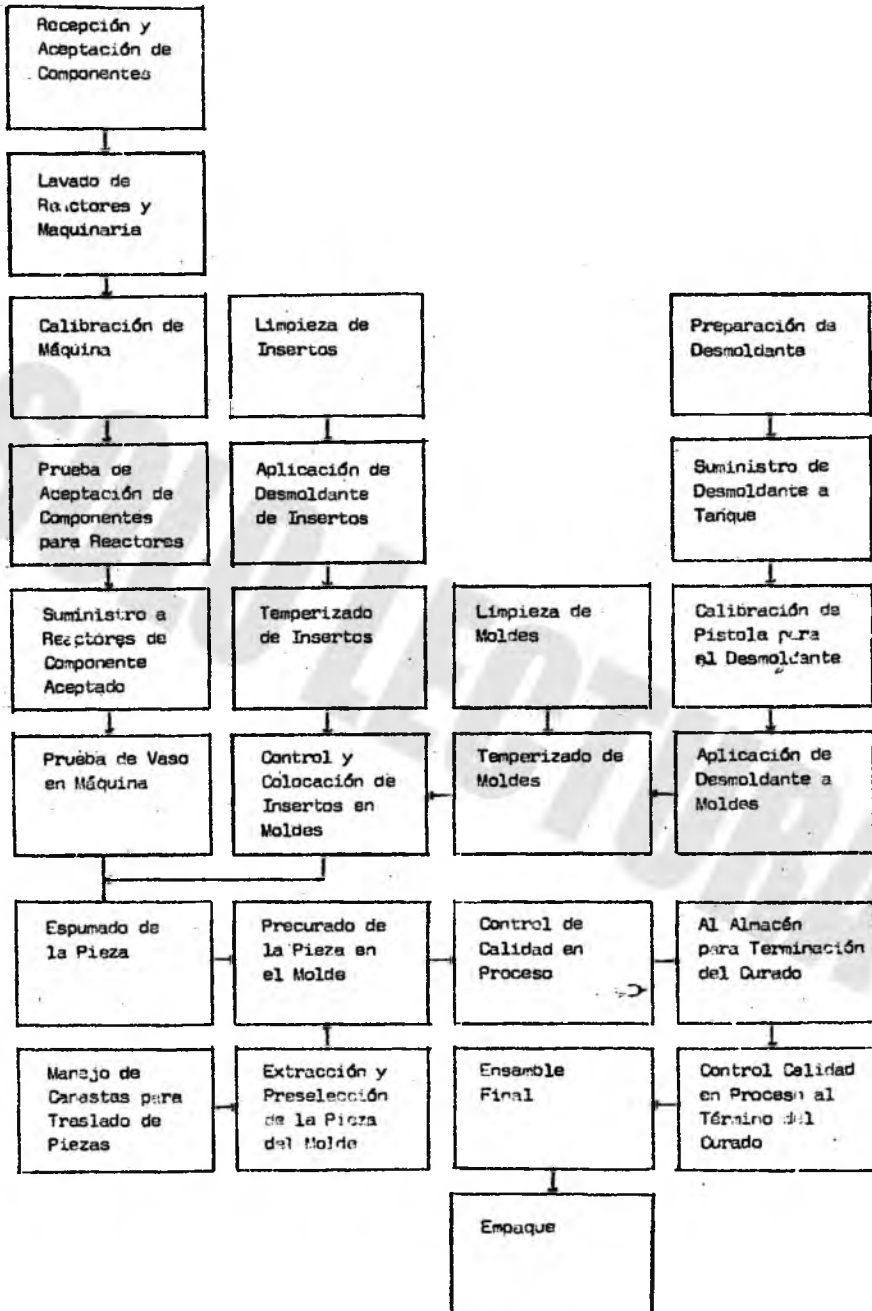 Recepción y
Aceptación de
Componentes
Lavado de
Reactores y
Maquinaria
Calibración de
Máquina
Limpieza de
Insertos
Preparación de
Desmoldante
Prueba de
Aceptación de
Componentes
para Reactores
Aplicación de
Desmoldante
de Insertos
Suministro de
Desmoldante a
Tanque
Suministro a
Reactores de
Componente
Aceptado
Temperizado
de Insertos
Limpieza de
Moldes
Calibración de
Pistola para
el Desmoldante
Prueba de Vaso
en Máquina
Control y
Colocación de
Insertos en
Moldes
Temperizado de
Moldes
Aplicación de
Desmoldante a
Moldes
Espumado de
la Pieza
Precurado de
la Pieza en
el Molde
Control de
Calidad en
Proceso
Al Almacén
para Terminación
del Curado
Manejo de
Canastas para
Traslado de
Piezas
Extracción y
Preselección
de la Pieza
del Molde
Ensamble
Final
Control Calidad
en Proceso al
Término del
Curado
Empaque
SOLO LECTURA